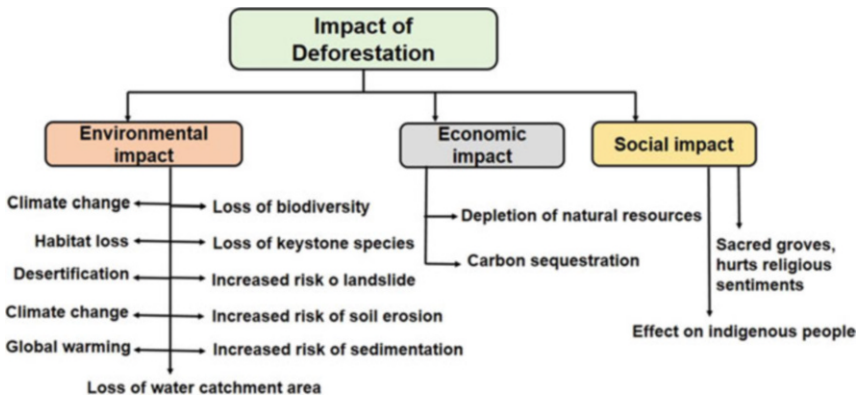 Impact of
Deforestation
Environmental
impact
Economic
impact
Social impact
Climate change
Loss of biodiversity
Habitat loss
Loss of keystone species
Desertification
Increased risk o landslide
Climate change
Increased risk of soil erosion
Global warming
Increased risk of sedimentation
Loss of water catchment area
Depletion of natural resources
Carbon sequestration
Sacred groves,
hurts religious
sentiments
Effect on indigenous people